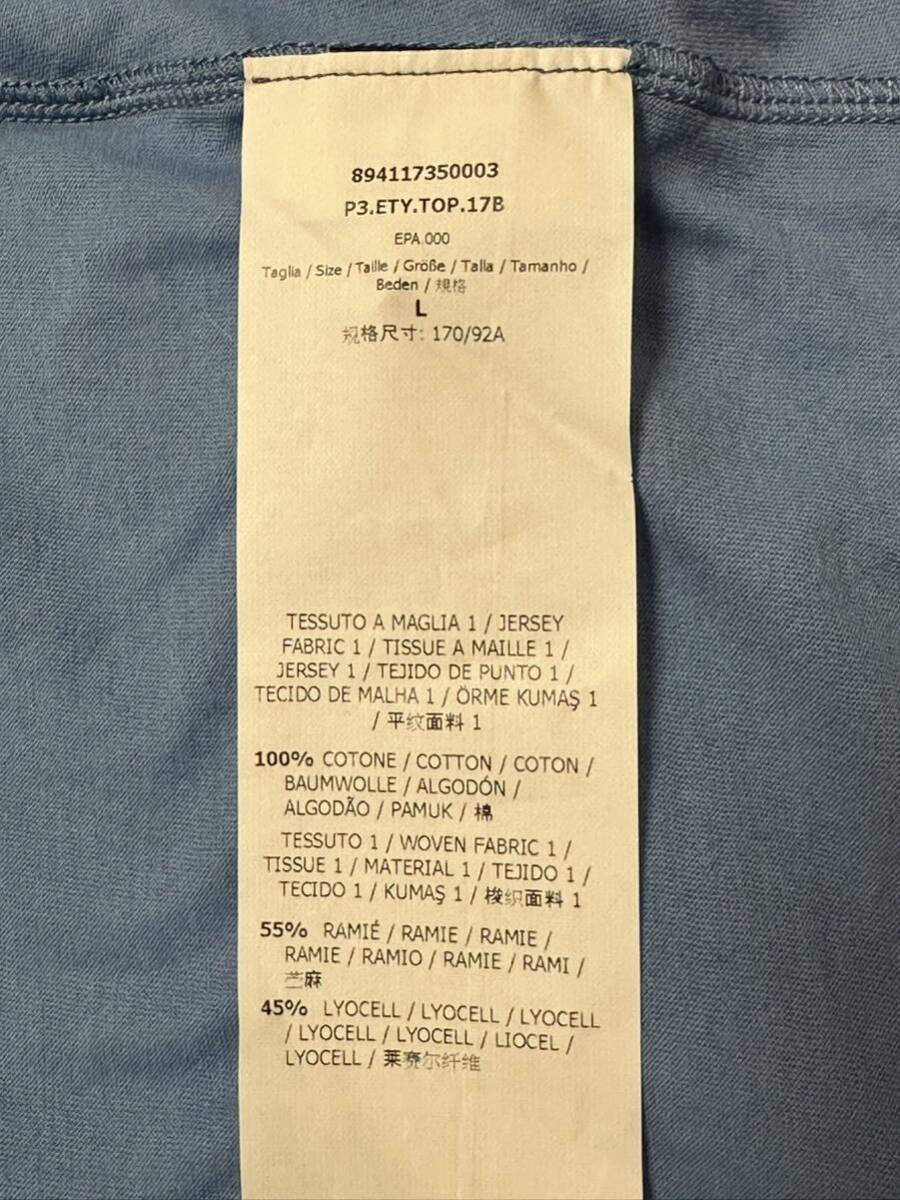 894117350003
P3.ETY.TOP.17B
EPA.000
Taglia / Size / Taille / Größe / Talla / Tamanho /
Beden / 規格
L
规格尺寸: 170/92A
TESSUTO A MAGLIA 1 / JERSEY
FABRIC 1 / TISSUE A MAILLE 1 /
JERSEY 1 / TEJIDO DE PUNTO 1 /
TECIDO DE MALHA 1 / ÖRME KUMAŞ 1
/ 平纹面料 1
100% COTONE / COTTON / COTON /
BAUMWOLLE / ALGODÓN /
ALGODÃO / PAMUK / 棉
TESSUTO 1 / WOVEN FABRIC 1 /
TISSUE 1 / MATERIAL 1 / TEJIDO 1 /
TECIDO 1 / KUMAŞ 1 / 梭织面料 1
55% RAMIÉ / RAMIE / RAMIE /
RAMIE / RAMIO / RAMIE / RAMI /
苎麻
45% LYOCELL / LYOCELL / LYOCELL
/ LYOCELL / LYOCELL / LIOCEL /
LYOCELL / 莱赛尔纤维